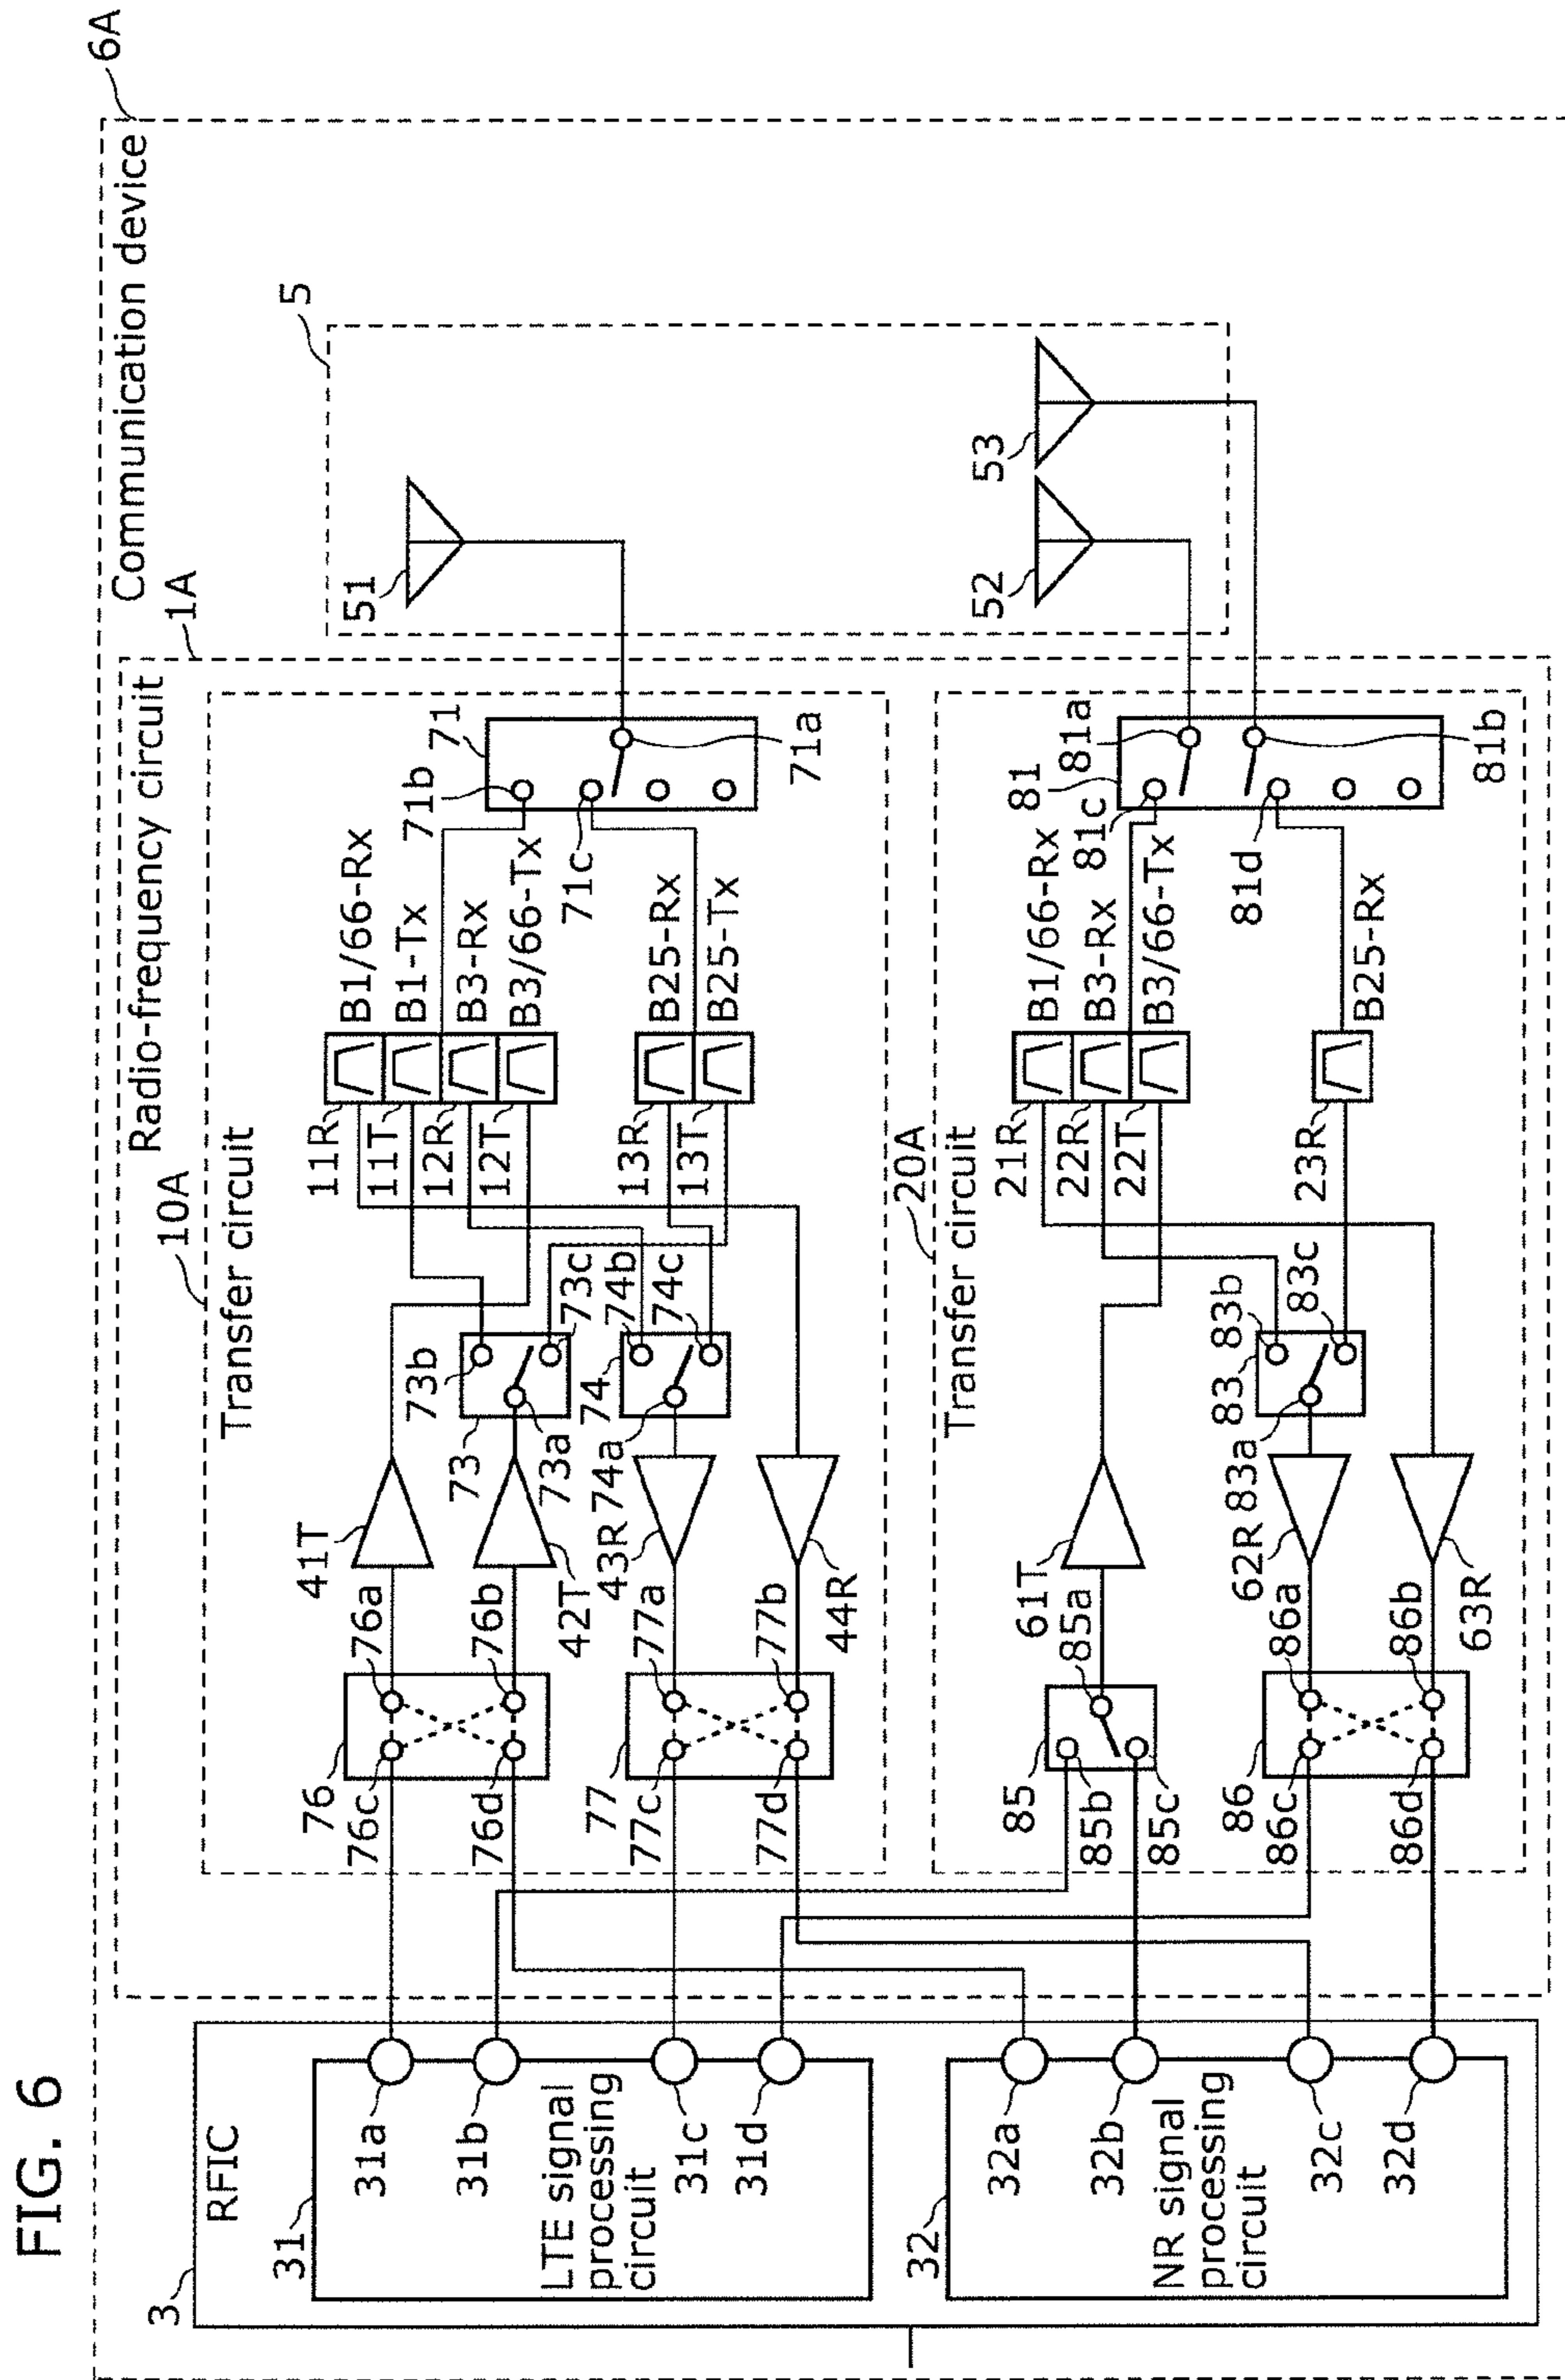 FIG. 6
6A
Communication device
1A
Radio-frequency circuit
10A
Transfer circuit
5
3
RFIC
31
31a
31b
LTE signal
processing
circuit
31c
31d
32
32a
32b
NR signal
processing
circuit
32c
32d
76
76c
76a
76d
76b
77
77c
77a
77d
77b
41T
42T
43R
44R
73
73a
73b
73c
74
74a
74b
74c
11R
11T
12R
12T
13R
13T
B1/66-Rx
B1-Tx
B3-Rx
B3/66-Tx
B25-Rx
B25-Tx
71
71b
71c
71a
51
52
53
20A
Transfer circuit
85
85b
85a
85c
86
86c
86a
86d
86b
61T
62R
63R
83
83a
83b
83c
21R
22R
22T
23R
B1/66-Rx
B3-Rx
B3/66-Tx
B25-Rx
81
81c
81a
81d
81b